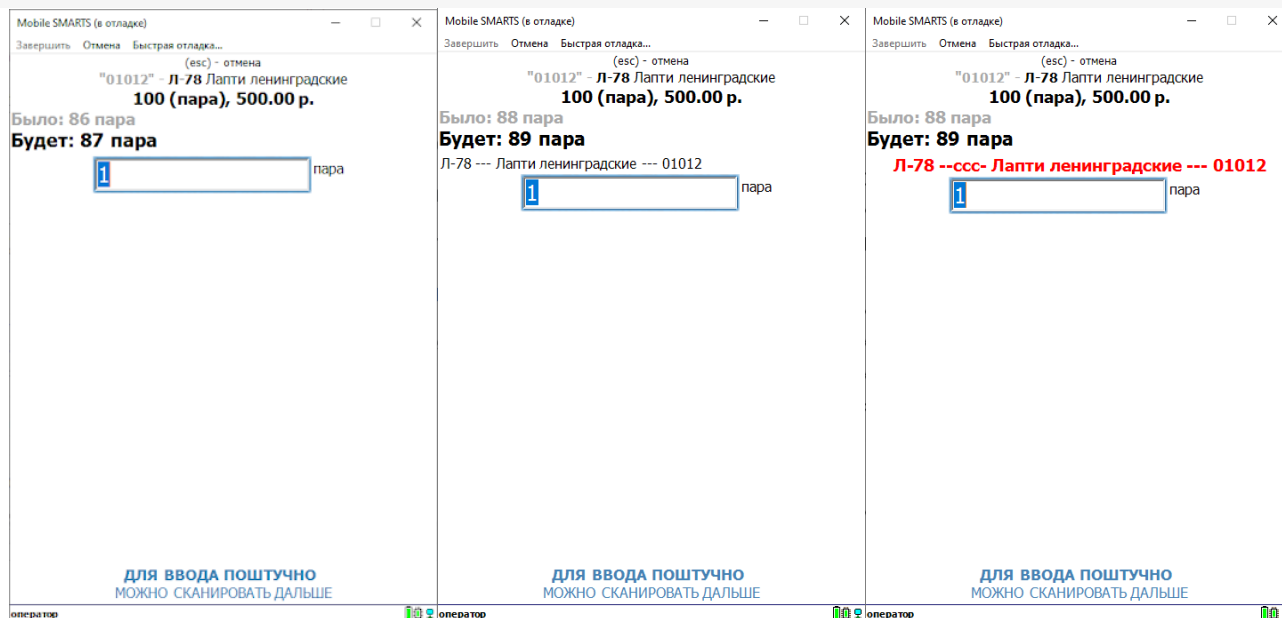 Mobile SMARTS (в отладке)
Завершить Отмена Быстрая отладка...
(esc) - отмена
"01012" - Л-78 Лапти ленинградские
100 (пара), 500.00 р.
Было: 86 пара
Будет: 87 пара
1 пара
ДЛЯ ВВОДА ПОШТУЧНО
МОЖНО СКАНИРОВАТЬ ДАЛЬШЕ
оператор
Mobile SMARTS (в отладке)
Завершить Отмена Быстрая отладка...
(esc) - отмена
"01012" - Л-78 Лапти ленинградские
100 (пара), 500.00 р.
Было: 88 пара
Будет: 89 пара
Л-78 --- Лапти ленинградские --- 01012
1 пара
ДЛЯ ВВОДА ПОШТУЧНО
МОЖНО СКАНИРОВАТЬ ДАЛЬШЕ
оператор
Mobile SMARTS (в отладке)
Завершить Отмена Быстрая отладка...
(esc) - отмена
"01012" - Л-78 Лапти ленинградские
100 (пара), 500.00 р.
Было: 88 пара
Будет: 89 пара
Л-78 --ссс- Лапти ленинградские --- 01012
1 пара
ДЛЯ ВВОДА ПОШТУЧНО
МОЖНО СКАНИРОВАТЬ ДАЛЬШЕ
оператор